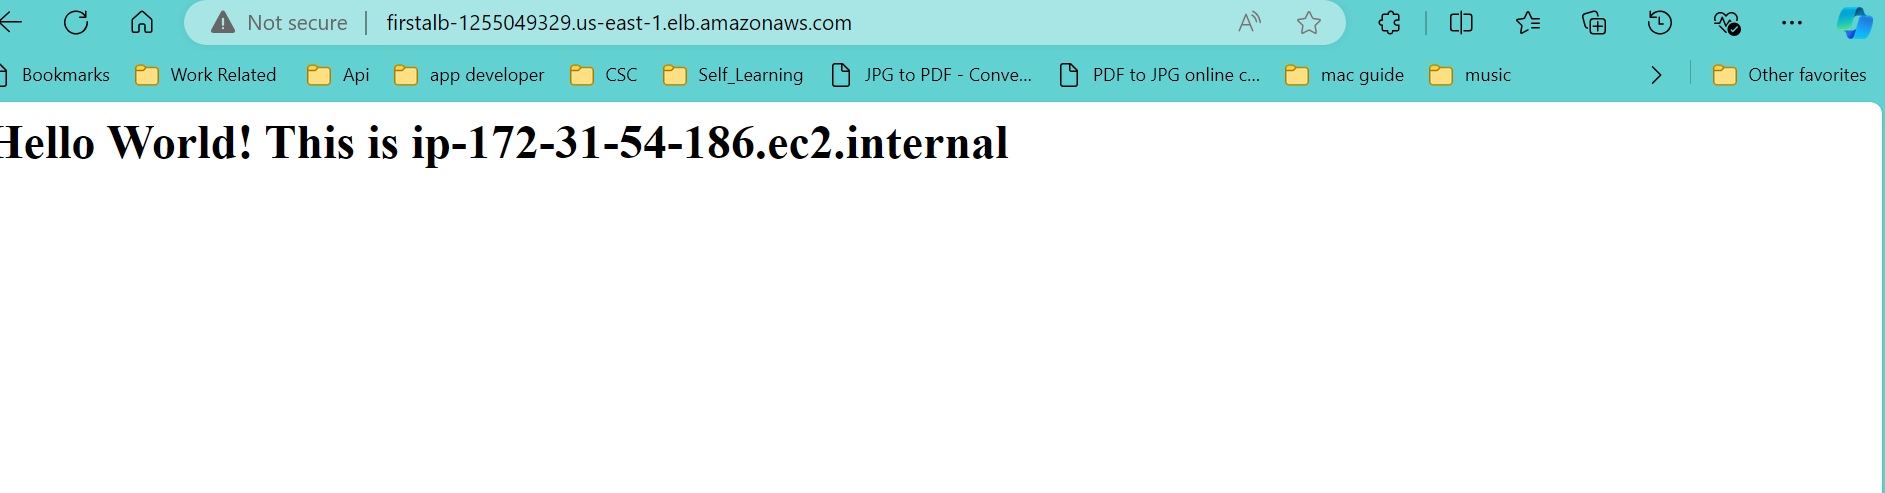 Not secure | firstalb-1255049329.us-east-1.elb.amazonaws.com
Bookmarks Work Related Api app developer CSC Self_Learning JPG to PDF - Conve... PDF to JPG online c... mac guide music Other favorites
Hello World! This is ip-172-31-54-186.ec2.internal